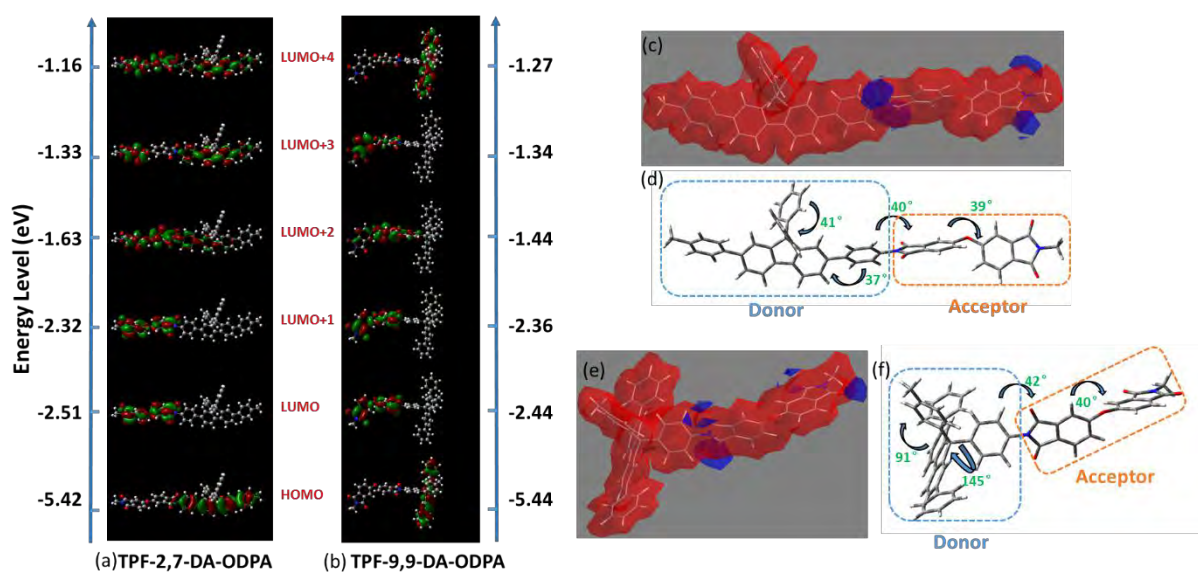 Energy Level (eV)
-1.16
-1.33
-1.63
-2.32
-2.51
-5.42
LUMO+4
LUMO+3
LUMO+2
LUMO+1
LUMO
HOMO
-1.27
-1.34
-1.44
-2.36
-2.44
-5.44
(a)TPF-2,7-DA-ODPA
(b) TPF-9,9-DA-ODPA
(c)
(d)
41°
40°
39°
37°
Donor
Acceptor
(e)
(f)
42°
40°
91°
145°
Acceptor
Donor